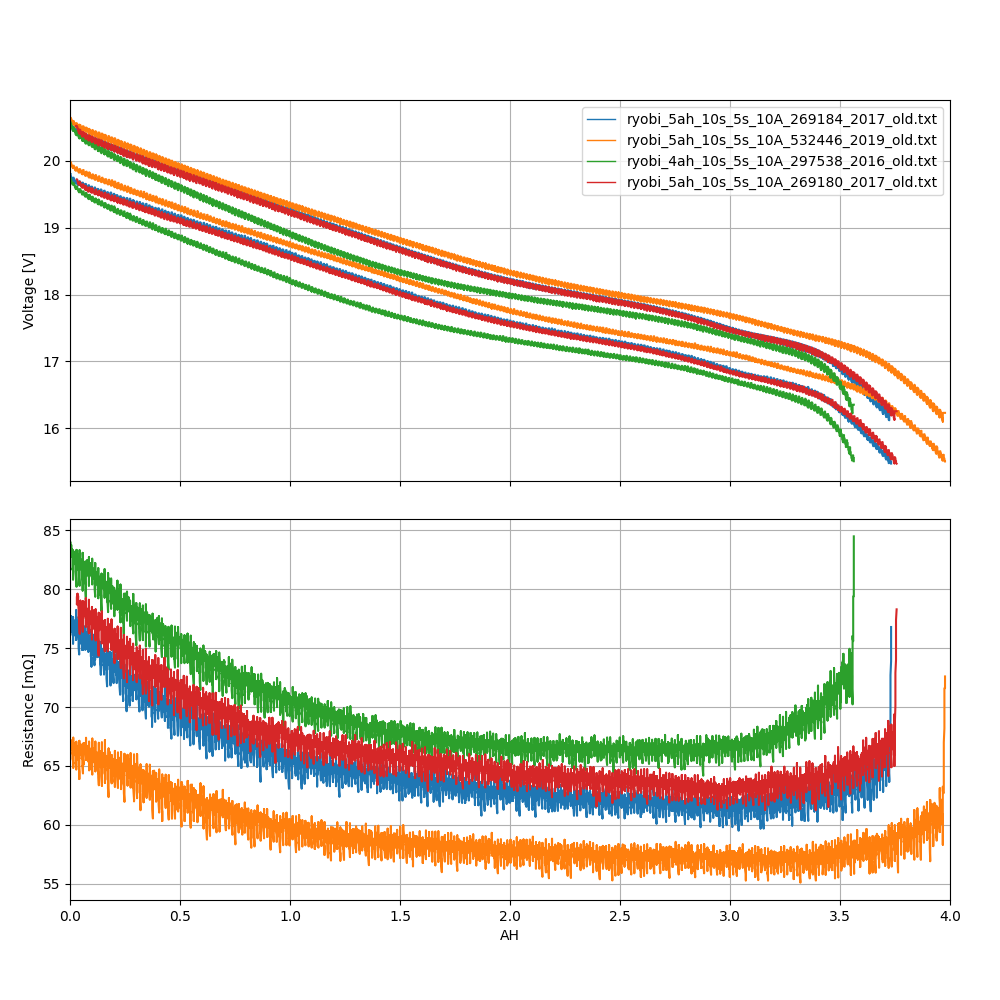 ryobi_5ah_10s_5s_10A_269184_2017_old.txt
ryobi_5ah_10s_5s_10A_532446_2019_old.txt
ryobi_4ah_10s_5s_10A_297538_2016_old.txt
ryobi_5ah_10s_5s_10A_269180_2017_old.txt
Voltage [V]
20
19
18
17
16
Resistance [mΩ]
85
80
75
70
65
60
55
0.0 0.5 1.0 1.5 2.0 2.5 3.0 3.5 4.0
AH